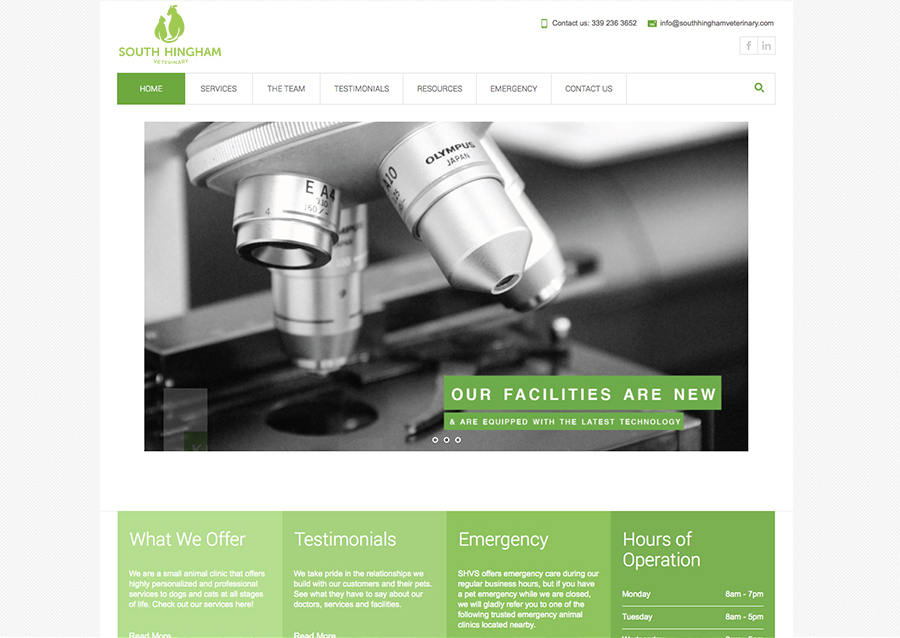 SOUTH HINGHAM
VETERINARY
Contact us: 339 236 3652
info@southhinghamveterinary.com
f
in
HOME
SERVICES
THE TEAM
TESTIMONIALS
RESOURCES
EMERGENCY
CONTACT US
OLYMPUS
JAPAN
A10
E A4
4
160/-
OUR FACILITIES ARE NEW
& ARE EQUIPPED WITH THE LATEST TECHNOLOGY
What We Offer
We are a small animal clinic that offers
highly personalized and professional
services to dogs and cats at all stages
of life. Check out our services here!
Read More
Testimonials
We take pride in the relationships we
build with our customers and their pets.
See what they have to say about our
doctors, services and facilities.
Read More
Emergency
SHVS offers emergency care during our
regular business hours, but if you have
a pet emergency while we are closed,
we will gladly refer you to one of the
following trusted emergency animal
clinics located nearby.
Hours of
Operation
Monday 8am - 7pm
Tuesday 8am - 5pm